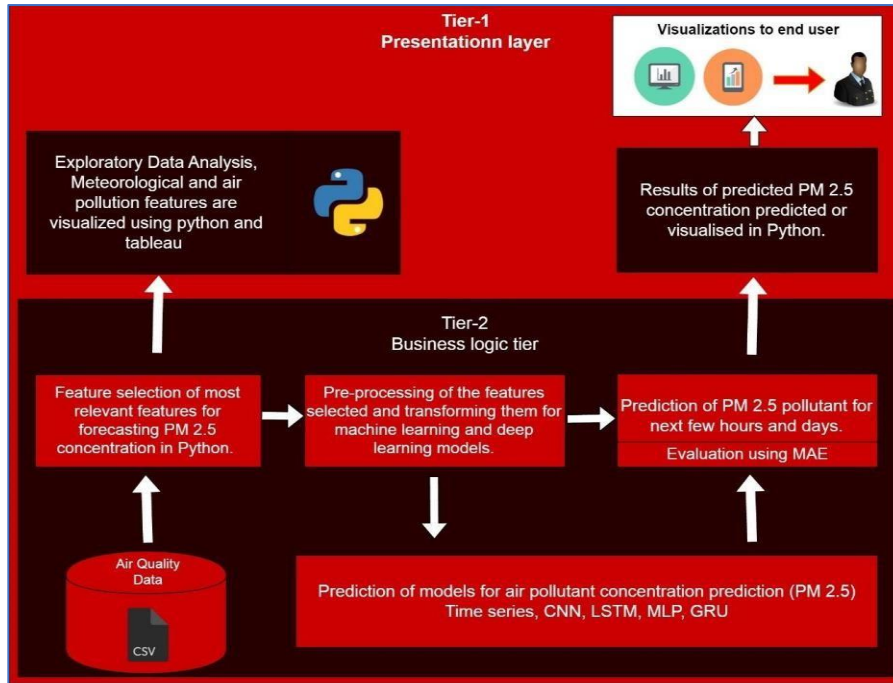 Tier-1
Presentationn layer
Visualizations to end user
Exploratory Data Analysis,
Meteorological and air
pollution features are
visualized using python and
tableau
Results of predicted PM 2.5
concentration predicted or
visualised in Python.
Tier-2
Business logic tier
Feature selection of most
relevant features for
forecasting PM 2.5
concentration in Python.
Pre-processing of the features
selected and transforming them for
machine learning and deep
learning models.
Prediction of PM 2.5 pollutant for
next few hours and days.
Evaluation using MAE
Air Quality
Data
CSV
Prediction of models for air pollutant concentration prediction (PM 2.5)
Time series, CNN, LSTM, MLP, GRU